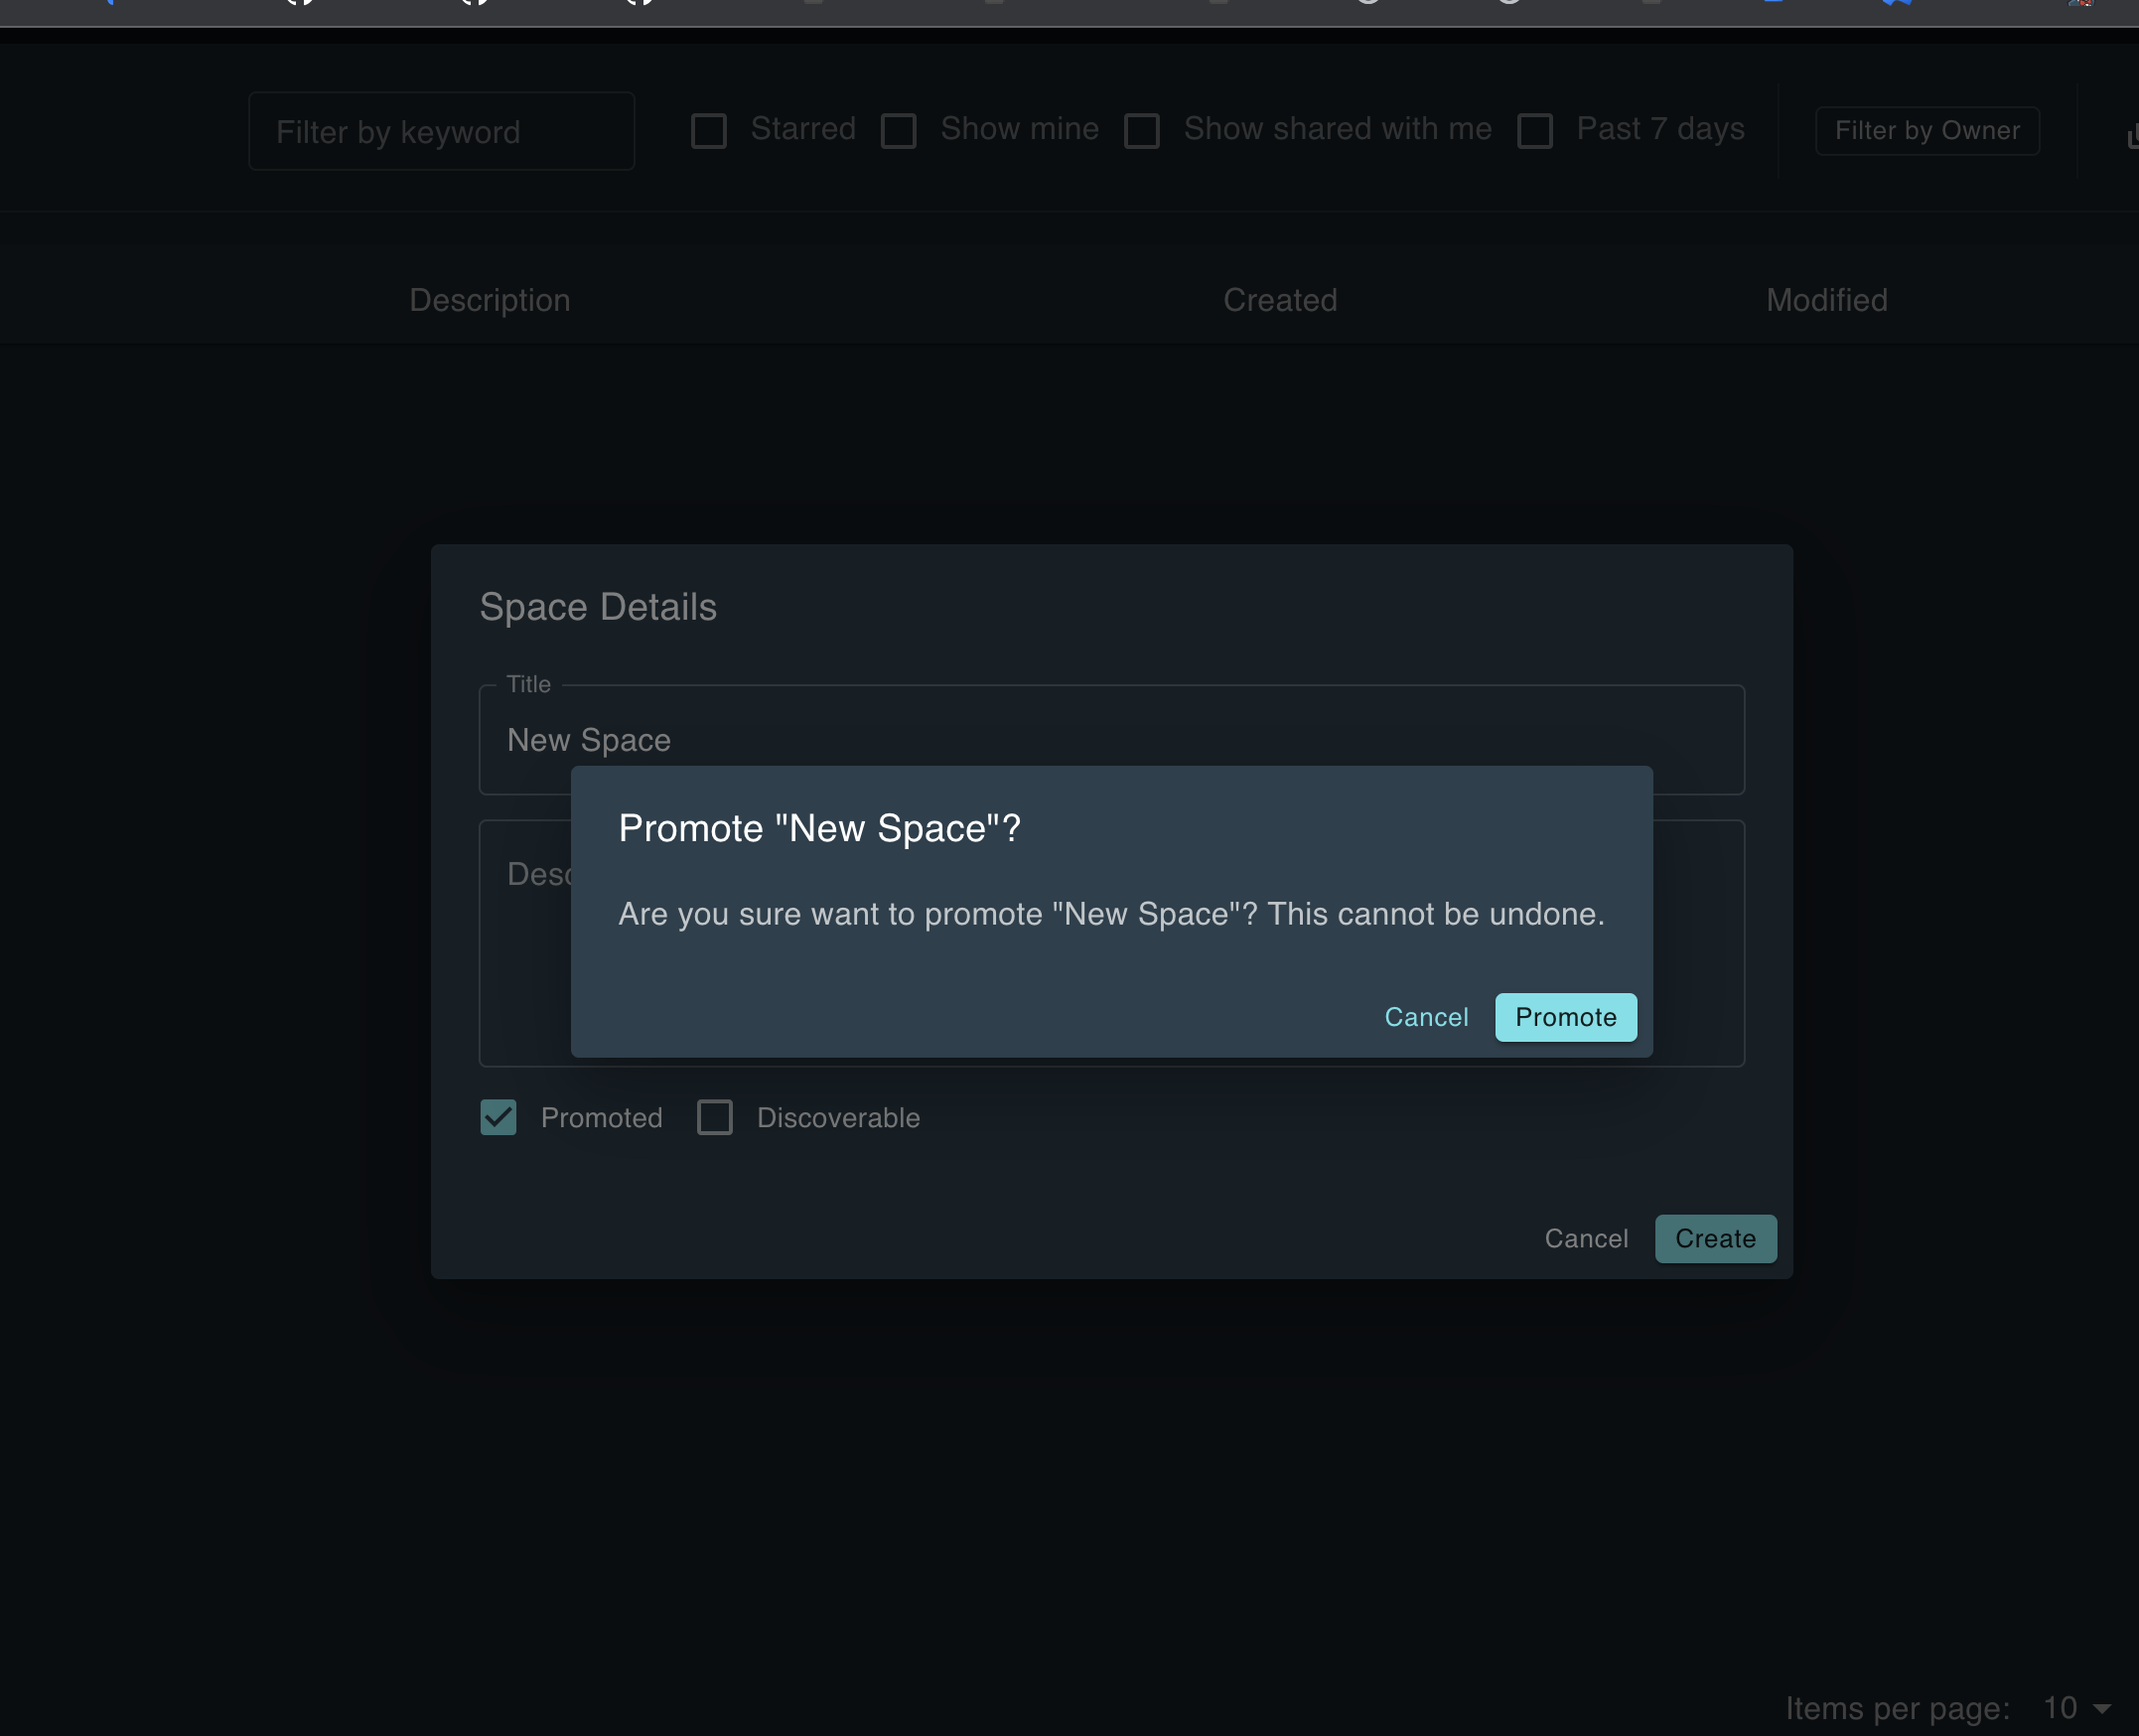 Filter by keyword
Starred
Show mine
Show shared with me
Past 7 days
Filter by Owner
Description
Created
Modified
Space Details
Title
New Space
Promote "New Space"?
Are you sure want to promote "New Space"? This cannot be undone.
Cancel
Promote
Promoted
Discoverable
Cancel
Create
Items per page:
10